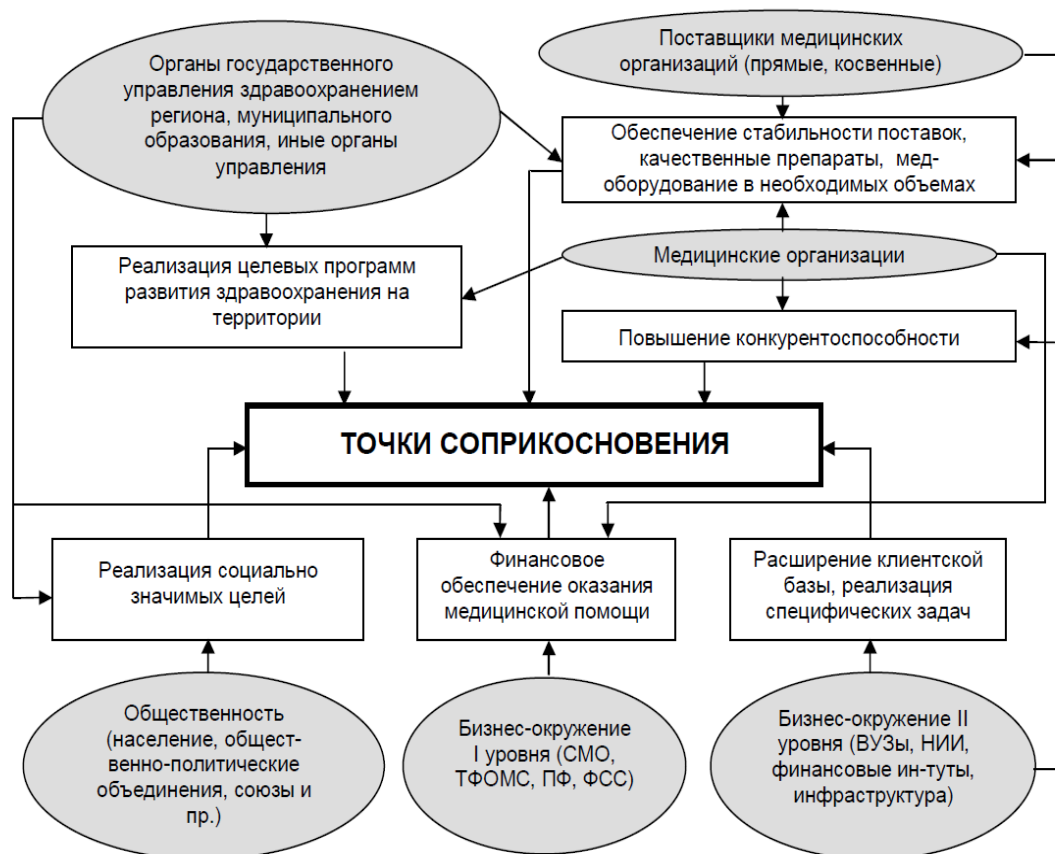 Органы государственного
управления здравоохранением
региона, муниципального
образования, иные органы
управления
Поставщики медицинских
организаций (прямые, косвенные)
Обеспечение стабильности поставок,
качественные препараты, мед-
оборудование в необходимых объемах
Реализация целевых программ
развития здравоохранения на
территории
Медицинские организации
Повышение конкурентоспособности
ТОЧКИ СОПРИКОСНОВЕНИЯ
Реализация социально
значимых целей
Финансовое
обеспечение оказания
медицинской помощи
Расширение клиентской
базы, реализация
специфических задач
Общественность
(население, общест-
венно-политические
объединения, союзы и
пр.)
Бизнес-окружение
I уровня (СМО,
ТФОМС, ПФ, ФСС)
Бизнес-окружение II
уровня (ВУЗы, НИИ,
финансовые ин-туты,
инфраструктура)